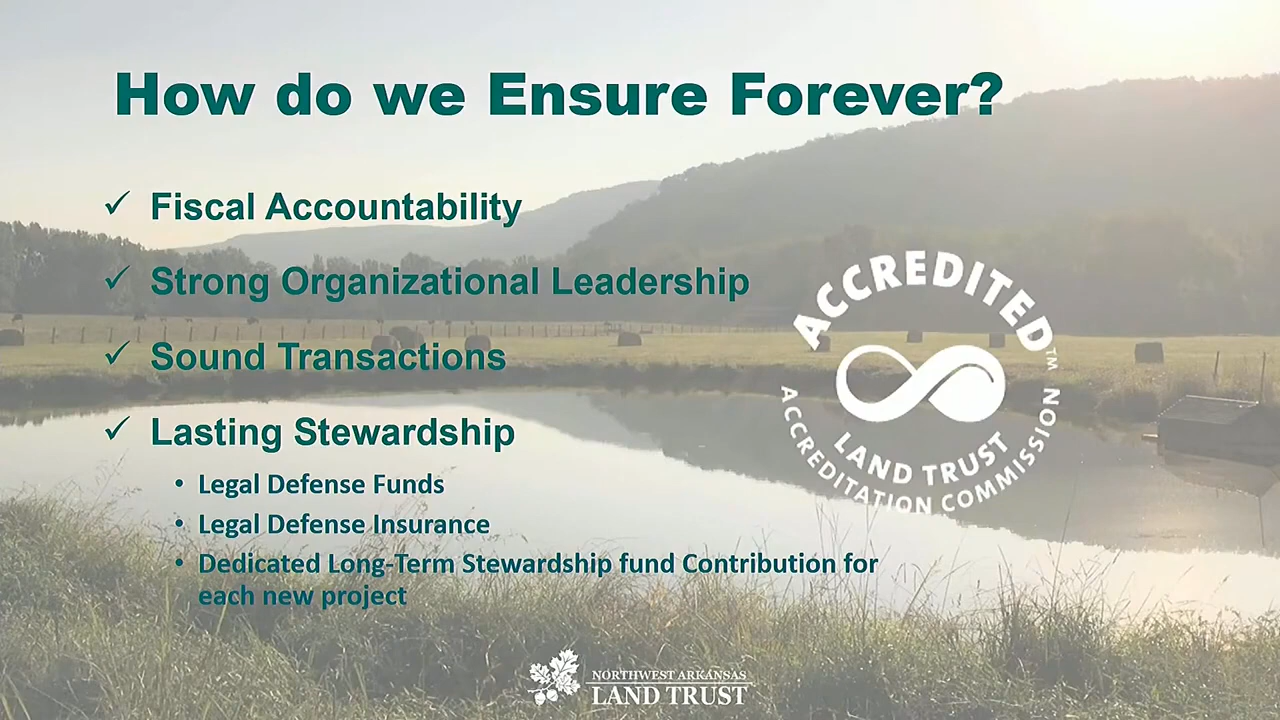 How do we Ensure Forever?
✓ Fiscal Accountability
✓ Strong Organizational Leadership
✓ Sound Transactions
✓ Lasting Stewardship
• Legal Defense Funds
• Legal Defense Insurance
• Dedicated Long-Term Stewardship fund Contribution for
each new project
ACCREDITED™
LAND TRUST
ACCREDITATION COMMISSION
NORTHWEST ARKANSAS
LAND TRUST